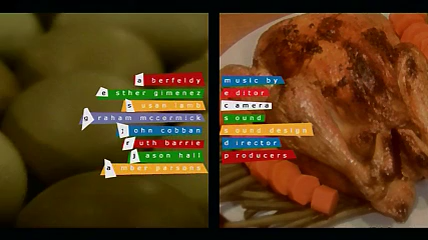 a berfeldy
e sther gimenez
s usan lamb
g raham mccormick
j ohn cobban
r uth barrie
j ason hall
a mber persons
music by
e ditor
c amera
s ound
s ound design
d irector
p roducers